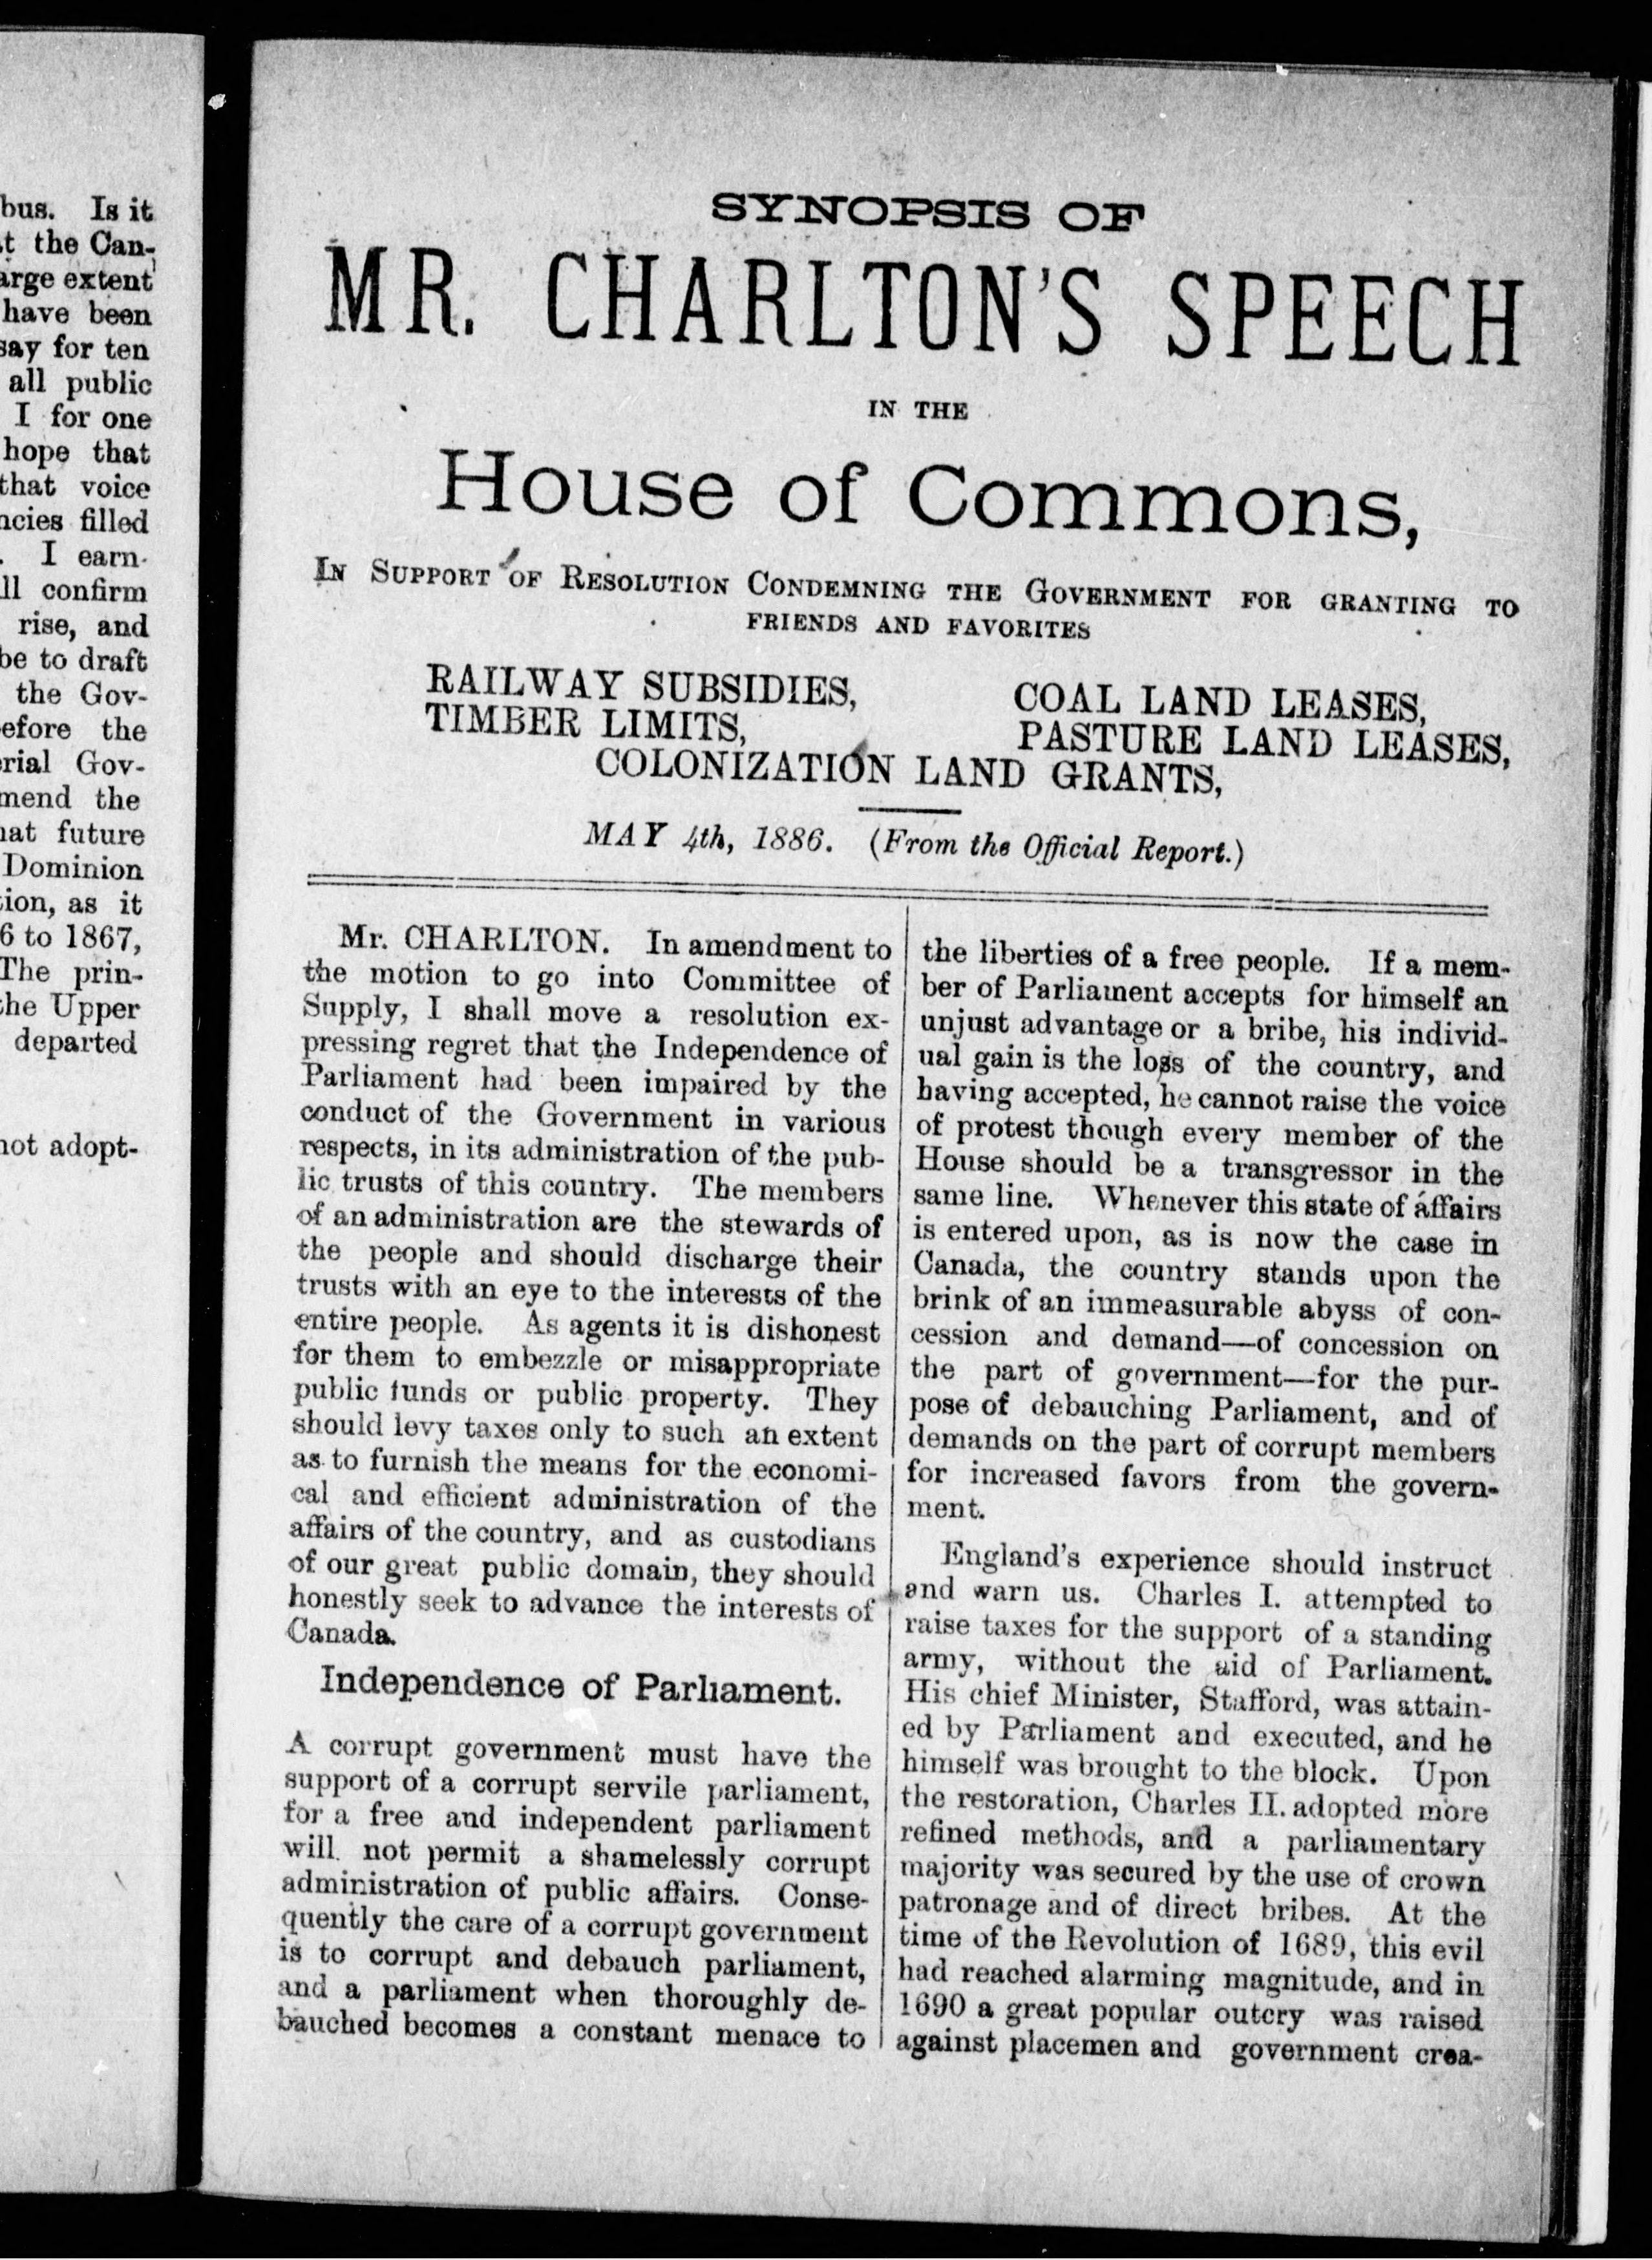 bus. Is it
t the Can-
arge extent
have been
say for ten
all public
I for one
hope that
that voice
ncies filled
. I earn-
ll confirm
rise, and
be to draft
the Gov-
efore the
rial Gov-
mend the
hat future
Dominion
tion, as it
6 to 1867,
The prin-
the Upper
departed
not adopt-
SYNOPSIS OF
MR. CHARLTON'S SPEECH
IN THE
House of Commons,
IN SUPPORT OF RESOLUTION CONDEMNING THE GOVERNMENT FOR GRANTING TO
FRIENDS AND FAVORITES
RAILWAY SUBSIDIES, COAL LAND LEASES,
TIMBER LIMITS, PASTURE LAND LEASES,
COLONIZATION LAND GRANTS,
MAY 4th, 1886. (From the Official Report.)
Mr. CHARLTON. In amendment to
the motion to go into Committee of
Supply, I shall move a resolution ex-
pressing regret that the Independence of
Parliament had been impaired by the
conduct of the Government in various
respects, in its administration of the pub-
lic trusts of this country. The members
of an administration are the stewards of
the people and should discharge their
trusts with an eye to the interests of the
entire people. As agents it is dishonest
for them to embezzle or misappropriate
public funds or public property. They
should levy taxes only to such an extent
as to furnish the means for the economi-
cal and efficient administration of the
affairs of the country, and as custodians
of our great public domain, they should
honestly seek to advance the interests of
Canada.
Independence of Parliament.
A corrupt government must have the
support of a corrupt servile parliament,
for a free and independent parliament
will not permit a shamelessly corrupt
administration of public affairs. Conse-
quently the care of a corrupt government
is to corrupt and debauch parliament,
and a parliament when thoroughly de-
bauched becomes a constant menace to
the liberties of a free people. If a mem-
ber of Parliament accepts for himself an
unjust advantage or a bribe, his individ-
ual gain is the loss of the country, and
having accepted, he cannot raise the voice
of protest though every member of the
House should be a transgressor in the
same line. Whenever this state of affairs
is entered upon, as is now the case in
Canada, the country stands upon the
brink of an immeasurable abyss of con-
cession and demand—of concession on
the part of government—for the pur-
pose of debauching Parliament, and of
demands on the part of corrupt members
for increased favors from the govern-
ment.
England's experience should instruct
and warn us. Charles I. attempted to
raise taxes for the support of a standing
army, without the aid of Parliament.
His chief Minister, Stafford, was attain-
ed by Parliament and executed, and he
himself was brought to the block. Upon
the restoration, Charles II. adopted more
refined methods, and a parliamentary
majority was secured by the use of crown
patronage and of direct bribes. At the
time of the Revolution of 1689, this evil
had reached alarming magnitude, and in
1690 a great popular outcry was raised
against placemen and government crea-